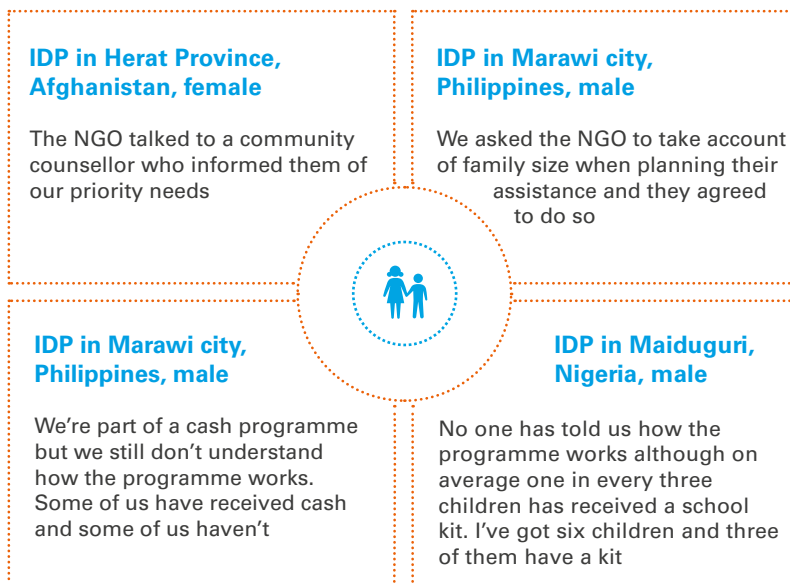 IDP in Herat Province,
Afghanistan, female
The NGO talked to a community
counsellor who informed them of
our priority needs
IDP in Marawi city,
Philippines, male
We asked the NGO to take account
of family size when planning their
assistance and they agreed
to do so
IDP in Marawi city,
Philippines, male
We’re part of a cash programme
but we still don’t understand
how the programme works.
Some of us have received cash
and some of us haven’t
IDP in Maiduguri,
Nigeria, male
No one has told us how the
programme works although on
average one in every three
children has received a school
kit. I’ve got six children and three
of them have a kit